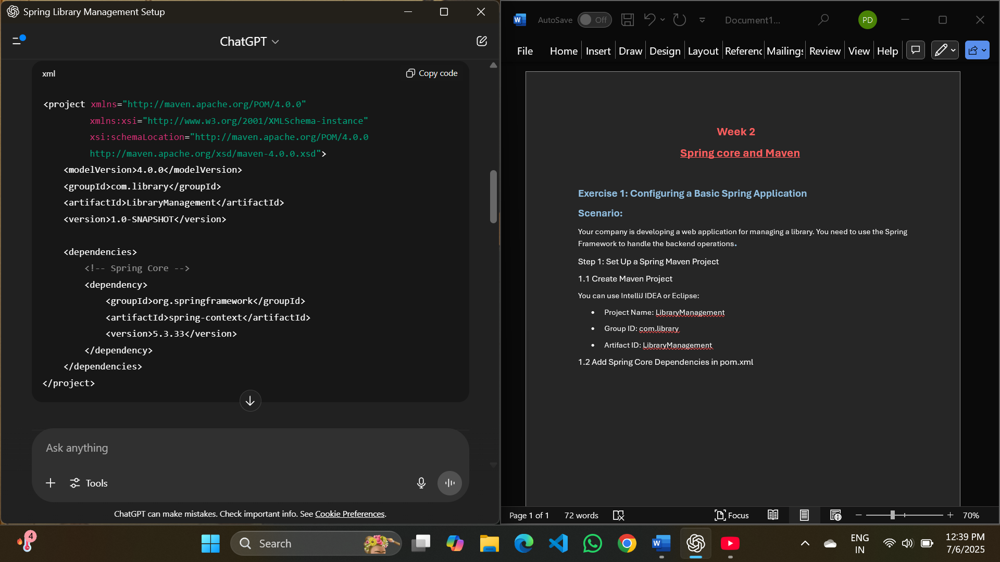 Spring Library Management Setup
ChatGPT
xml
Copy code
<project xmlns="http://maven.apache.org/POM/4.0.0"
xmlns:xsi="http://www.w3.org/2001/XMLSchema-instance"
xsi:schemaLocation="http://maven.apache.org/POM/4.0.0
http://maven.apache.org/xsd/maven-4.0.0.xsd">
<modelVersion>4.0.0</modelVersion>
<groupId>com.library</groupId>
<artifactId>LibraryManagement</artifactId>
<version>1.0-SNAPSHOT</version>
<dependencies>
<!-- Spring Core -->
<dependency>
<groupId>org.springframework</groupId>
<artifactId>spring-context</artifactId>
<version>5.3.33</version>
</dependency>
</dependencies>
</project>
Ask anything
Tools
ChatGPT can make mistakes. Check important info. See Cookie Preferences.
W AutoSave Off Document1... PD
File Home Insert Draw Design Layout Referenc Mailings Review View Help
Week 2
Spring core and Maven
Exercise 1: Configuring a Basic Spring Application
Scenario:
Your company is developing a web application for managing a library. You need to use the Spring
Framework to handle the backend operations.
Step 1: Set Up a Spring Maven Project
1.1 Create Maven Project
You can use IntelliJ IDEA or Eclipse:
• Project Name: LibraryManagement
• Group ID: com.library
• Artifact ID: LibraryManagement
1.2 Add Spring Core Dependencies in pom.xml
Page 1 of 1 72 words Focus 70%
4
Search
W
ENG
IN
12:39 PM
7/6/2025